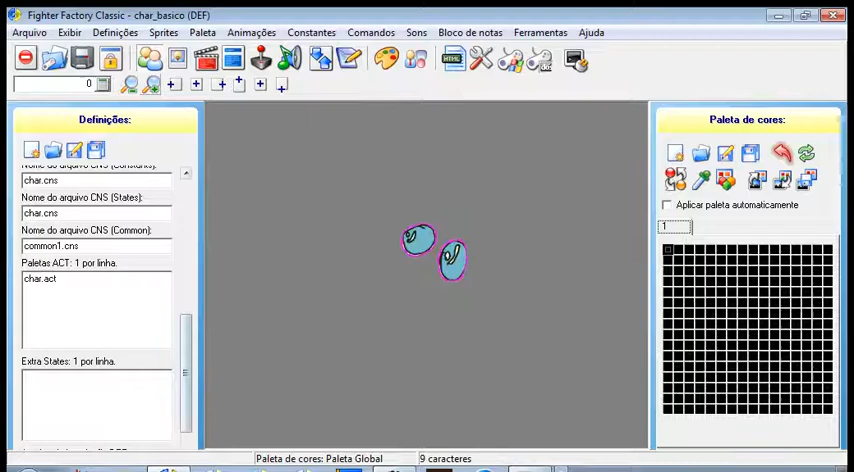 Fighter Factory Classic - char_basico (DEF)
Arquivo Exibir Definições Sprites Paleta Animações Constantes Comandos Sons Bloco de notas Ferramentas Ajuda
HTML
0
Definições:
Nome do arquivo CNS (Constants):
char.cns
Nome do arquivo CNS (States):
char.cns
Nome do arquivo CNS (Common):
common1.cns
Paletas ACT: 1 por linha.
char.act
Extra States: 1 por linha.
Paleta de cores:
Aplicar paleta automaticamente
1
Paleta de cores: Paleta Global
9 caracteres